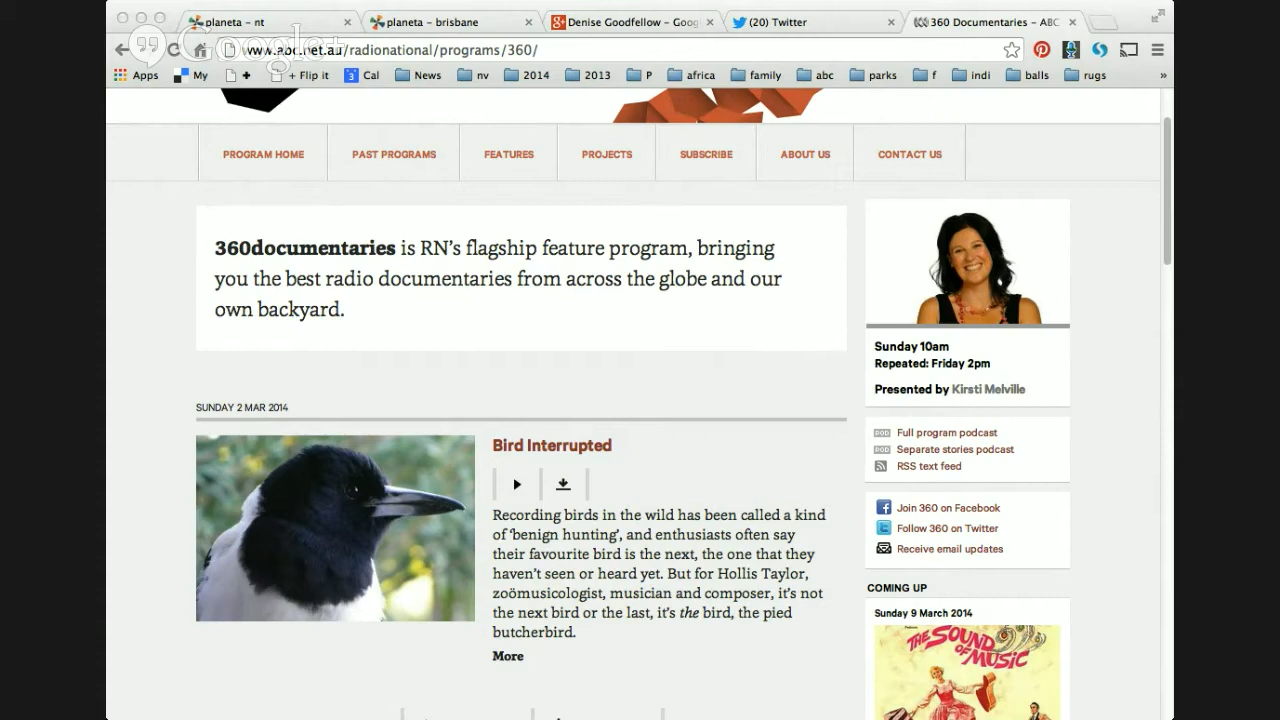 planeta - nt
planeta – brisbane
Denise Goodfellow – Goog
(20) Twitter
360 Documentaries – ABC
Google+
www.abc.net.au/radionational/programs/360/
Apps
My
+
+ Flip it
3 Cal
News
nv
2014
2013
P
africa
family
abc
parks
f
indi
balls
rugs
»
PROGRAM HOME
PAST PROGRAMS
FEATURES
PROJECTS
SUBSCRIBE
ABOUT US
CONTACT US
360documentaries is RN’s flagship feature program, bringing
you the best radio documentaries from across the globe and our
own backyard.
Sunday 10am
Repeated: Friday 2pm
Presented by Kirsti Melville
SUNDAY 2 MAR 2014
Bird Interrupted
Recording birds in the wild has been called a kind
of ‘benign hunting’, and enthusiasts often say
their favourite bird is the next, the one that they
haven’t seen or heard yet. But for Hollis Taylor,
zoömusicologist, musician and composer, it’s not
the next bird or the last, it’s the bird, the pied
butcherbird.
More
POD Full program podcast
POD Separate stories podcast
RSS text feed
Join 360 on Facebook
Follow 360 on Twitter
Receive email updates
COMING UP
Sunday 9 March 2014
THE SOUND
OF MUSIC